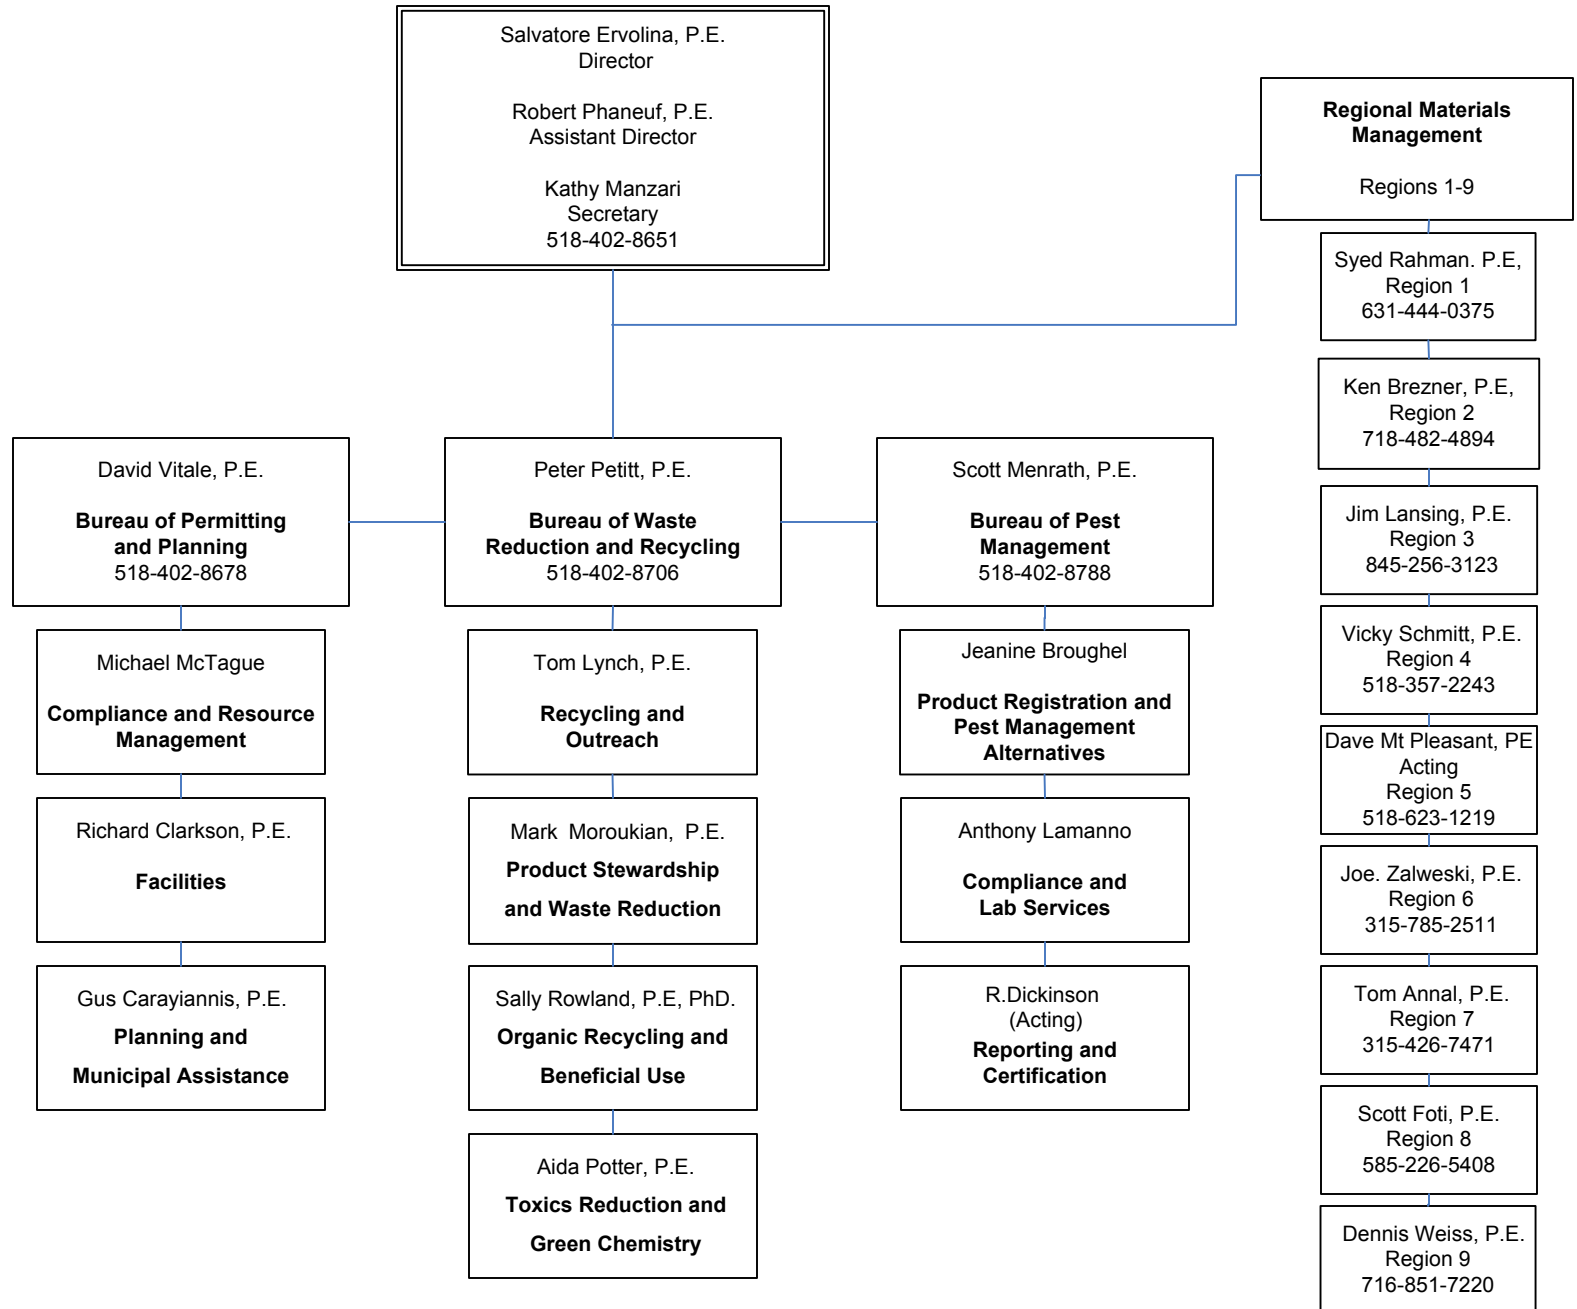 Salvatore Ervolina, P.E.
Director
Robert Phaneuf, P.E.
Assistant Director
Kathy Manzari
Secretary
518-402-8651
Regional Materials
Management
Regions 1-9
Syed Rahman. P.E,
Region 1
631-444-0375
Ken Brezner, P.E,
Region 2
718-482-4894
Jim Lansing, P.E.
Region 3
845-256-3123
Vicky Schmitt, P.E.
Region 4
518-357-2243
Dave Mt Pleasant, PE
Acting
Region 5
518-623-1219
Joe. Zalweski, P.E.
Region 6
315-785-2511
Tom Annal, P.E.
Region 7
315-426-7471
Scott Foti, P.E.
Region 8
585-226-5408
Dennis Weiss, P.E.
Region 9
716-851-7220
David Vitale, P.E.
Bureau of Permitting
and Planning
518-402-8678
Michael McTague
Compliance and Resource
Management
Richard Clarkson, P.E.
Facilities
Gus Carayiannis, P.E.
Planning and
Municipal Assistance
Peter Petitt, P.E.
Bureau of Waste
Reduction and Recycling
518-402-8706
Tom Lynch, P.E.
Recycling and
Outreach
Mark Moroukian, P.E.
Product Stewardship
and Waste Reduction
Sally Rowland, P.E, PhD.
Organic Recycling and
Beneficial Use
Aida Potter, P.E.
Toxics Reduction and
Green Chemistry
Scott Menrath, P.E.
Bureau of Pest
Management
518-402-8788
Jeanine Broughel
Product Registration and
Pest Management
Alternatives
Anthony Lamanno
Compliance and
Lab Services
R.Dickinson
(Acting)
Reporting and
Certification